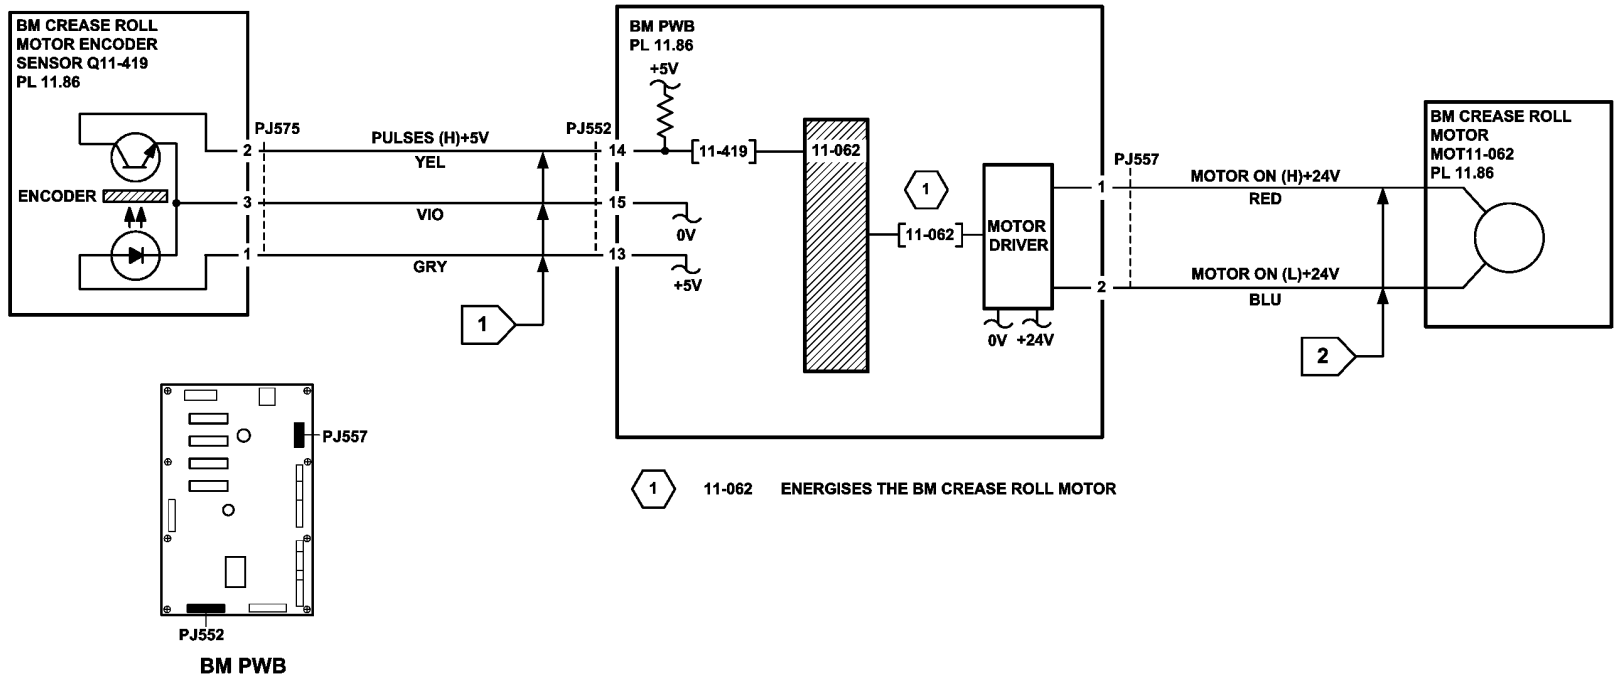 BM CREASE ROLL
MOTOR ENCODER
SENSOR Q11-419
PL 11.86
ENCODER
2
3
1
PJ575
PULSES (H)+5V
YEL
VIO
GRY
1
PJ552
14
15
13
BM PWB
PL 11.86
+5V
11-419
0V
+5V
11-062
1
11-062
MOTOR
DRIVER
0V
+24V
1
2
PJ557
MOTOR ON (H)+24V
RED
MOTOR ON (L)+24V
BLU
2
BM CREASE ROLL
MOTOR
MOT11-062
PL 11.86
PJ557
PJ552
BM PWB
1
11-062
ENERGISES THE BM CREASE ROLL MOTOR